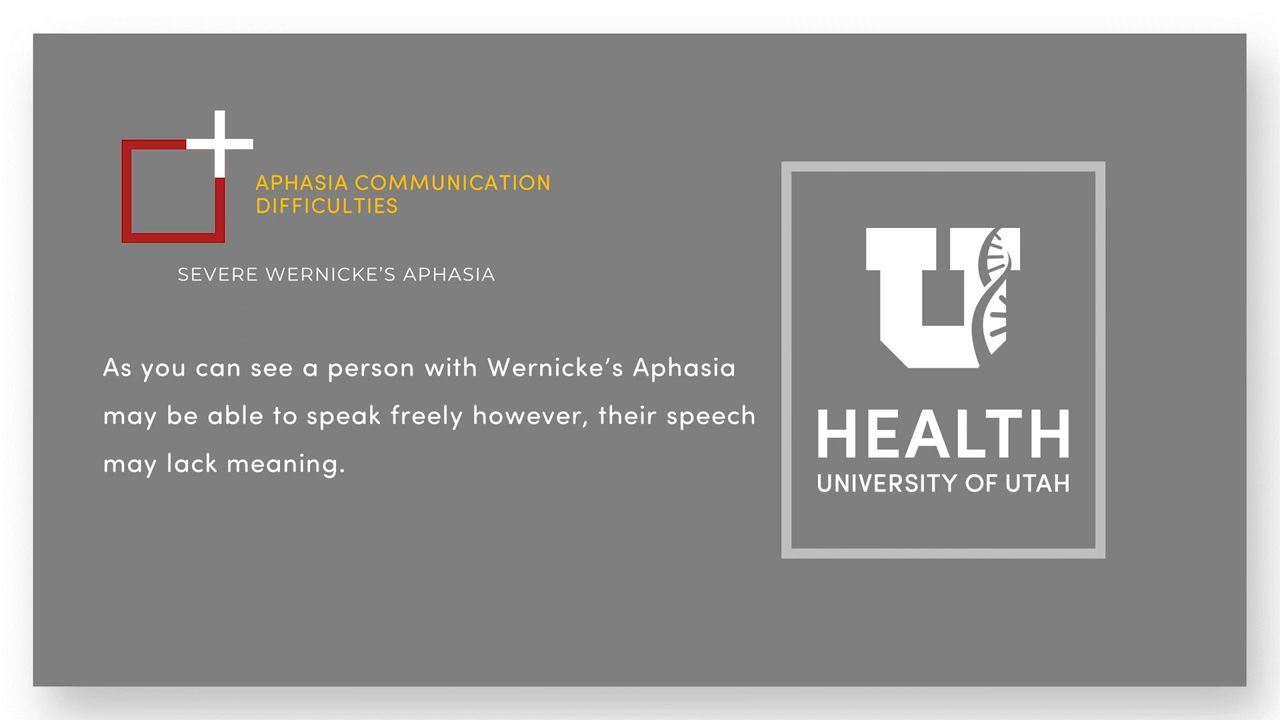 APHASIA COMMUNICATION
DIFFICULTIES
SEVERE WERNICKE'S APHASIA
As you can see a person with Wernicke's Aphasia
may be able to speak freely however, their speech
may lack meaning.
U
HEALTH
UNIVERSITY OF UTAH